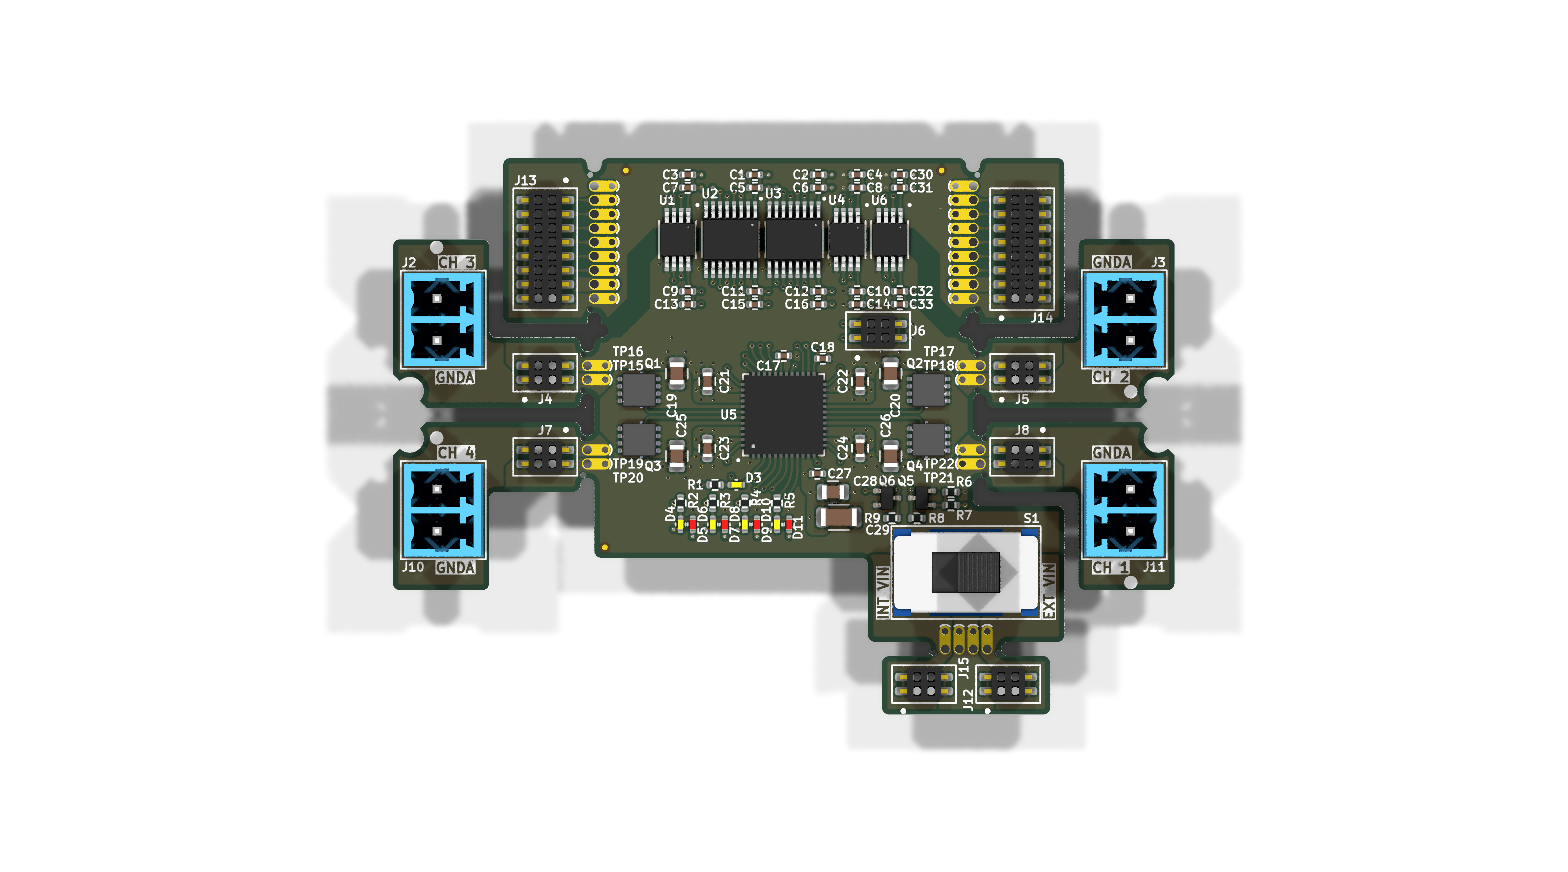 C3 C1 C2 C4 C30
C7 C5 C6 C8 C31
J13
U1 U2 U3 U4 U6
J2 CH 3
GNDA J3
C9 C11 C12 C10 C32
C13 C15 C16 C14 C33
J14
J6
TP16 C18 TP17
TP15 Q1 C17 Q2 TP18
GNDA
CH 2
J4 C19 C21 C22 C20 J5
U5
J7 C25 C23 C24 C26 J8
CH 4
GNDA
TP19 Q3 Q4 TP22
TP20 TP21
R1 D3 C27 C28 Q6 Q5 R6
D4 R2 D6 R3 D8 R4 D10 R5
D5 D7 D9 D11
R9 R8 R7
C29 S1
J10 GNDA
CH 1 J11
INT VIN
EXT VIN
J15
J12